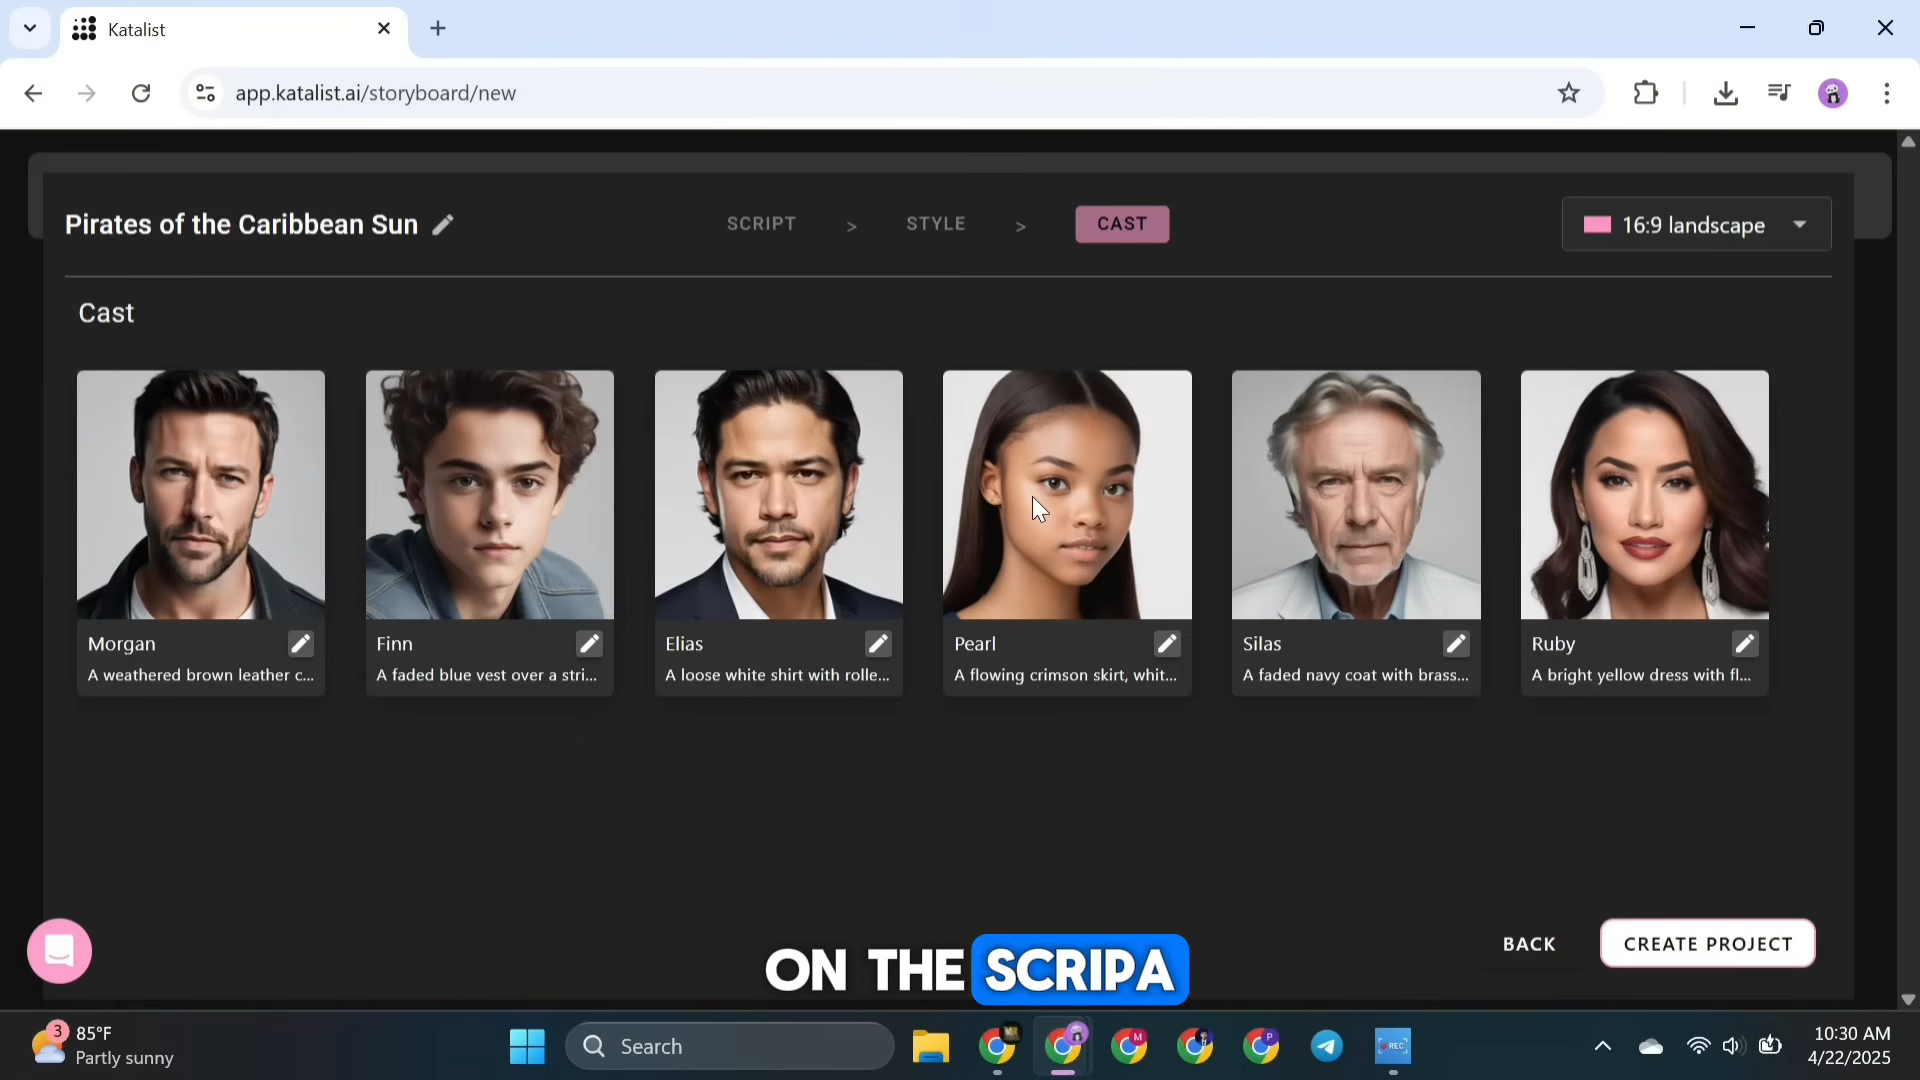 Katalist
app.katalist.ai/storyboard/new
Pirates of the Caribbean Sun
SCRIPT > STYLE > CAST
16:9 landscape
Cast
Morgan
A weathered brown leather c...
Finn
A faded blue vest over a stri...
Elias
A loose white shirt with rolle...
Pearl
A flowing crimson skirt, whit...
Silas
A faded navy coat with brass...
Ruby
A bright yellow dress with fl...
BACK
CREATE PROJECT
ON THE SCRIPA
3
85°F
Partly sunny
Search
M
P
REC
10:30 AM
4/22/2025